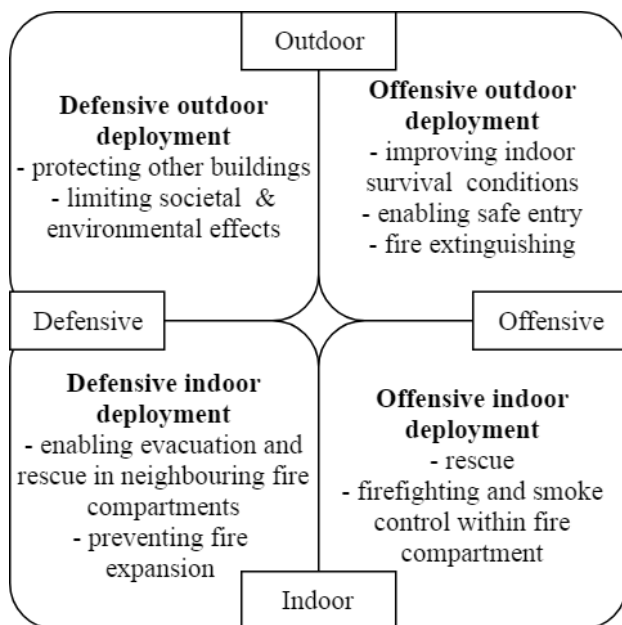 Outdoor
Defensive outdoor
deployment
- protecting other buildings
- limiting societal &
environmental effects
Offensive outdoor
deployment
- improving indoor
survival conditions
- enabling safe entry
- fire extinguishing
Defensive
Offensive
Defensive indoor
deployment
- enabling evacuation and
rescue in neighbouring fire
compartments
- preventing fire
expansion
Offensive indoor
deployment
- rescue
- firefighting and smoke
control within fire
compartment
Indoor